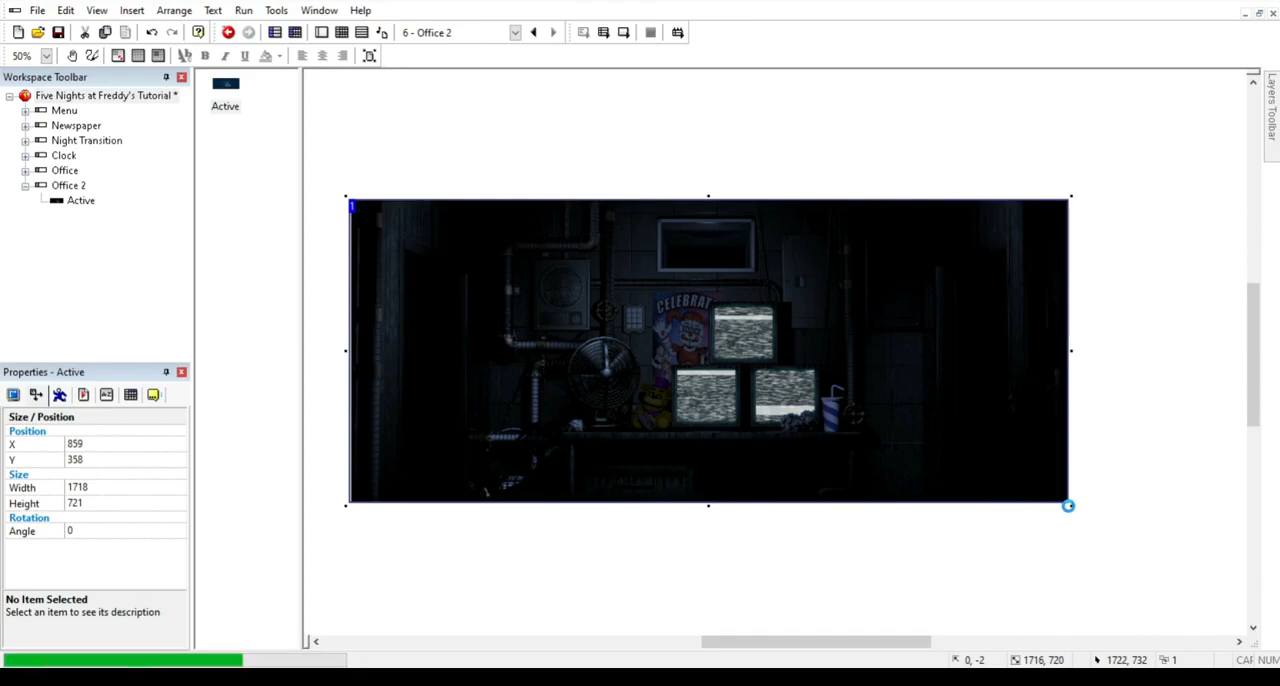 File Edit View Insert Arrange Text Run Tools Window Help
6 - Office 2
50%
B I U
Workspace Toolbar
Five Nights at Freddy's Tutorial *
Menu
Newspaper
Night Transition
Clock
Office
Office 2
Active
Active
Layers Toolbar
1
CELEBRAT
Properties - Active
Size / Position
Position
X 859
Y 358
Size
Width 1718
Height 721
Rotation
Angle 0
No Item Selected
Select an item to see its description
0, -2 1716, 720 1722, 732 1 CAP NUM